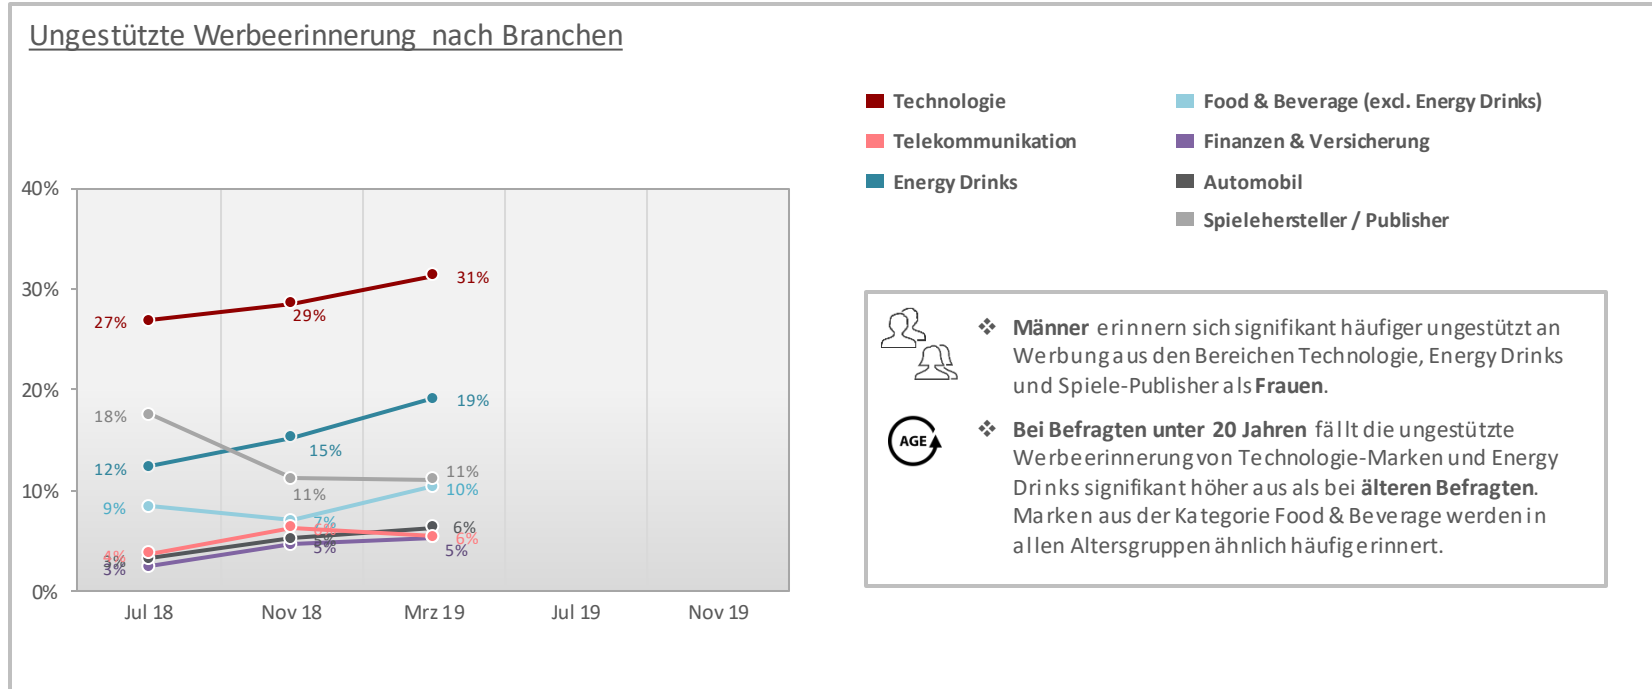 Ungestützte Werbeerinnerung nach Branchen
Technologie
Food & Beverage (excl. Energy Drinks)
Telekommunikation
Finanzen & Versicherung
Energy Drinks
Automobil
Spielehersteller / Publisher
40%
30%
20%
10%
0%
27%
29%
31%
18%
11%
11%
12%
15%
19%
9%
7%
10%
4%
6%
6%
3%
5%
6%
3%
5%
5%
Jul 18
Nov 18
Mrz 19
Jul 19
Nov 19
❖ Männer erinnern sich signifikant häufiger ungestützt an
Werbung aus den Bereichen Technologie, Energy Drinks
und Spiele-Publisher als Frauen.
AGE
❖ Bei Befragten unter 20 Jahren fällt die ungestützte
Werbeerinnerung von Technologie-Marken und Energy
Drinks signifikant höher aus als bei älteren Befragten.
Marken aus der Kategorie Food & Beverage werden in
allen Altersgruppen ähnlich häufig erinnert.